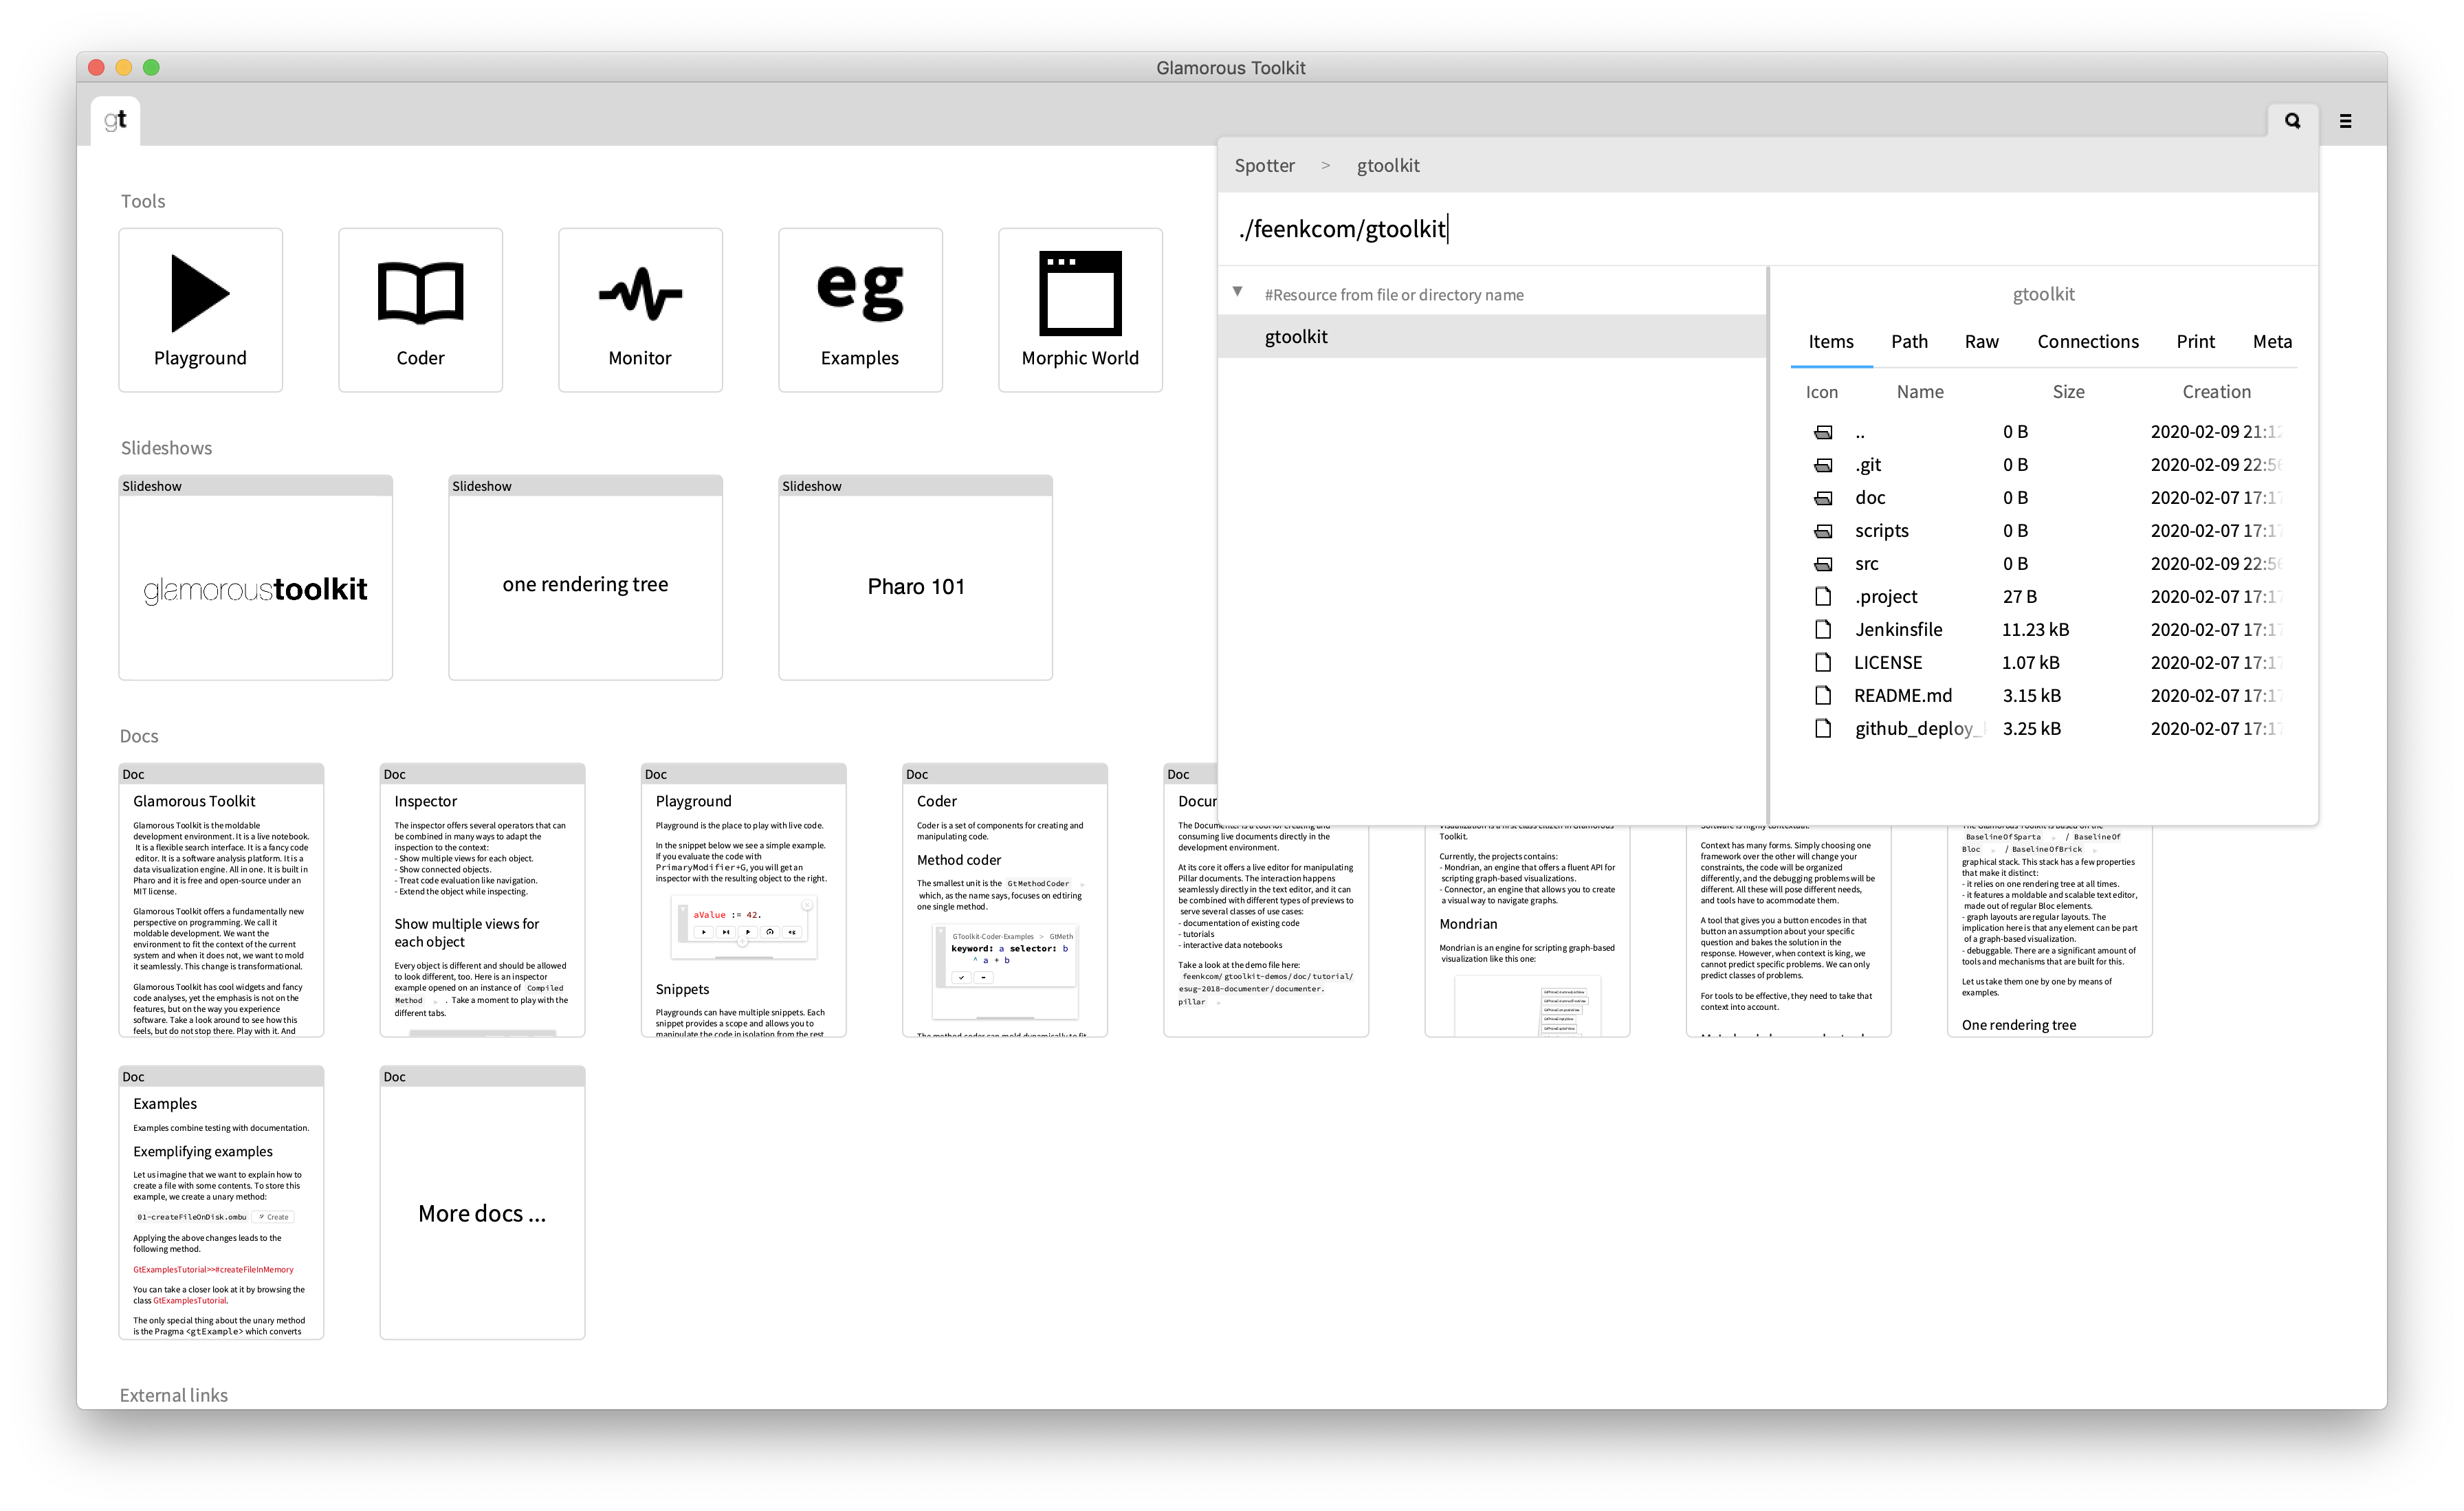 Glamorous Toolkit
gt
Spotter > gtoolkit
./feenkcom/gtoolkit
#Resource from file or directory name
gtoolkit
gtoolkit
Items Path Raw Connections Print Meta
Icon Name Size Creation
.. 0 B 2020-02-09 21:12
.git 0 B 2020-02-09 22:56
doc 0 B 2020-02-07 17:17
scripts 0 B 2020-02-07 17:17
src 0 B 2020-02-09 22:56
.project 27 B 2020-02-07 17:17
Jenkinsfile 11.23 kB 2020-02-07 17:17
LICENSE 1.07 kB 2020-02-07 17:17
README.md 3.15 kB 2020-02-07 17:17
github_deploy_ 3.25 kB 2020-02-07 17:17
Tools
Playground
Coder
Monitor
eg
Examples
Morphic World
Slideshows
Slideshow
glamoroustoolkit
Slideshow
one rendering tree
Slideshow
Pharo 101
Docs
Doc
Glamorous Toolkit
Glamorous Toolkit is the moldable
development environment. It is a live notebook.
It is a flexible search interface. It is a fancy code
editor. It is a software analysis platform. It is a
data visualization engine. All in one. It is built in
Pharo and it is free and open-source under an
MIT license.
Glamorous Toolkit offers a fundamentally new
perspective on programming. We call it
moldable development. We want the
environment to fit the context of the current
system and when it does not, we want to mold
it seamlessly. This change is transformational.
Glamorous Toolkit has cool widgets and fancy
code analyses, yet the emphasis is not on the
features, but on the way you experience
software. Take a look around to see how this
feels, but do not stop there. Play with it. And
Doc
Inspector
The inspector offers several operators that can
be combined in many ways to adapt the
inspection to the context:
- Show multiple views for each object.
- Show connected objects.
- Treat code evaluation like navigation.
- Extend the object while inspecting.
Show multiple views for
each object
Every object is different and should be allowed
to look different, too. Here is an inspector
example opened on an instance of Compiled
Method . Take a moment to play with the
different tabs.
Doc
Playground
Playground is the place to play with live code.
In the snippet below we see a simple example.
If you evaluate the code with
PrimaryModifier+G, you will get an
inspector with the resulting object to the right.
aValue := 42.
Snippets
Playgrounds can have multiple snippets. Each
snippet provides a scope and allows you to
manipulate the code in isolation from the rest
Doc
Coder
Coder is a set of components for creating and
manipulating code.
Method coder
The smallest unit is the GtMethodCoder
which, as the name says, focuses on edtiring
one single method.
GToolkit-Coder-Examples > GtMeth
keyword: a selector: b
^ a + b
The method coder can mold dynamically to fit
Doc
Docur
The Documenter is a tool for creating and
consuming live documents directly in the
development environment.
At its core it offers a live editor for manipulating
Pillar documents. The interaction happens
seamlessly directly in the text editor, and it can
be combined with different types of previews to
serve several classes of use cases:
- documentation of existing code
- tutorials
- interactive data notebooks
Take a look at the demo file here:
feenkcom/gtoolkit-demos/doc/tutorial/
esug-2018-documenter/documenter.
pillar
Visualization is a first class citizen in Glamorous
Toolkit.
Currently, the projects contains:
- Mondrian, an engine that offers a fluent API for
scripting graph-based visualizations.
- Connector, an engine that allows you to create
a visual way to navigate graphs.
Mondrian
Mondrian is an engine for scripting graph-based
visualization like this one:
Software is highly contextual.
Context has many forms. Simply choosing one
framework over the other will change your
constraints, the code will be organized
differently, and the debugging problems will be
different. All these will pose different needs,
and tools have to acommodate them.
A tool that gives you a button encodes in that
button an assumption about your specific
question and bakes the solution in the
response. However, when context is king, we
cannot predict specific problems. We can only
predict classes of problems.
For tools to be effective, they need to take that
context into account.
The Glamorous Toolkit is based on the
BaselineOfSparta / BaselineOf
Bloc / BaselineOfBrick
graphical stack. This stack has a few properties
that make it distinct:
- it relies on one rendering tree at all times.
- it features a moldable and scalable text editor,
made out of regular Bloc elements.
- graph layouts are regular layouts. The
implication here is that any element can be part
of a graph-based visualization.
- debuggable. There are a significant amount of
tools and mechanisms that are built for this.
Let us take them one by one by means of
examples.
One rendering tree
Doc
Examples
Examples combine testing with documentation.
Exemplifying examples
Let us imagine that we want to explain how to
create a file with some contents. To store this
example, we create a unary method:
01-createFileOnDisk.ombu Create
Applying the above changes leads to the
following method.
GtExamplesTutorial>>#createFileInMemory
You can take a closer look at it by browsing the
class GtExamplesTutorial.
The only special thing about the unary method
is the Pragma <gtExample> which converts
Doc
More docs ...
External links